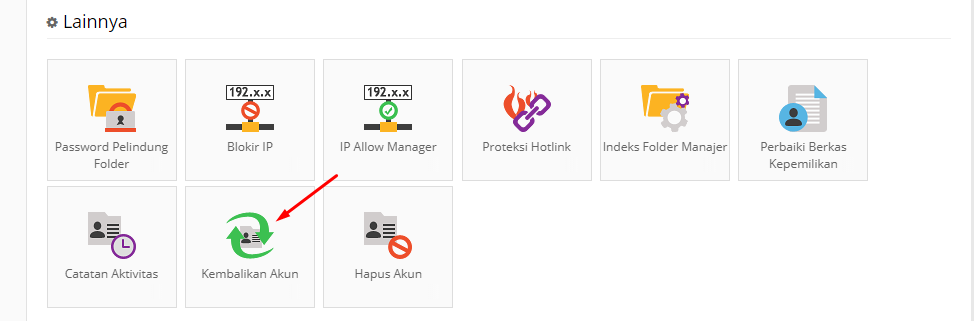 Lainnya
192.x.x
192.x.x
Password Pelindung
Folder
Blokir IP
IP Allow Manager
Proteksi Hotlink
Indeks Folder Manajer
Perbaiki Berkas
Kepemilikan
Catatan Aktivitas
Kembalikan Akun
Hapus Akun